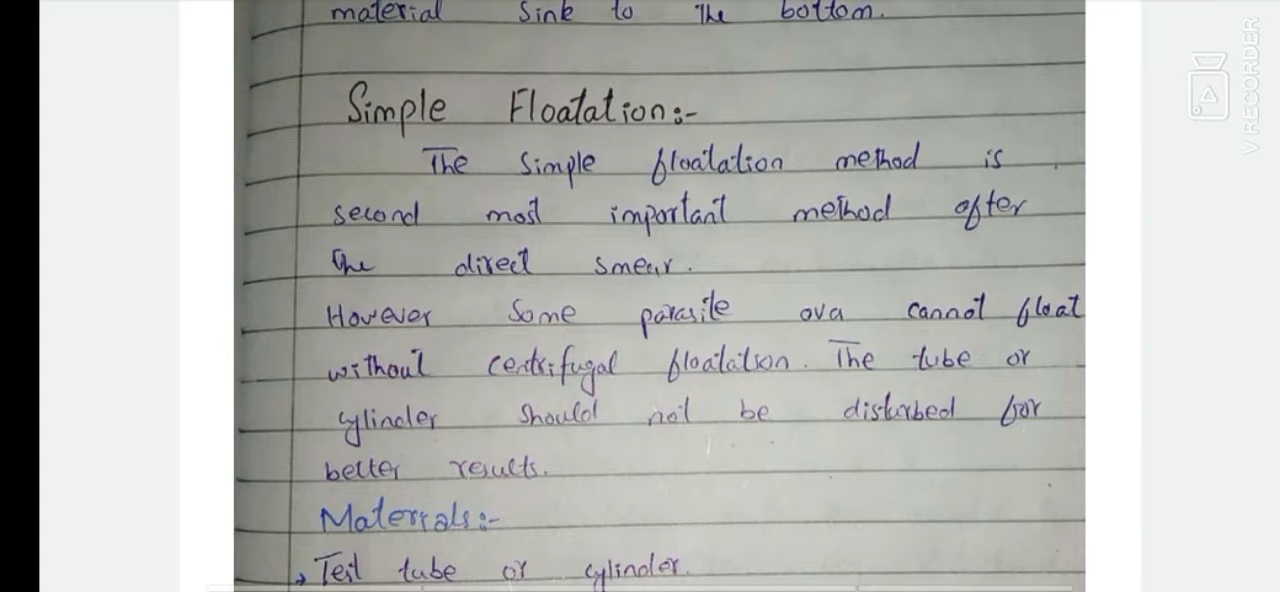 material sink to the bottom.
Simple Floatation:-
The simple floatation method is
second most important method after
the direct smear.
However some parasite ova cannot float
without centrifugal floatation. The tube or
cylinder should not be disturbed for
better results.
Materials:-
→ Test tube or cylinder.
V RECORDER